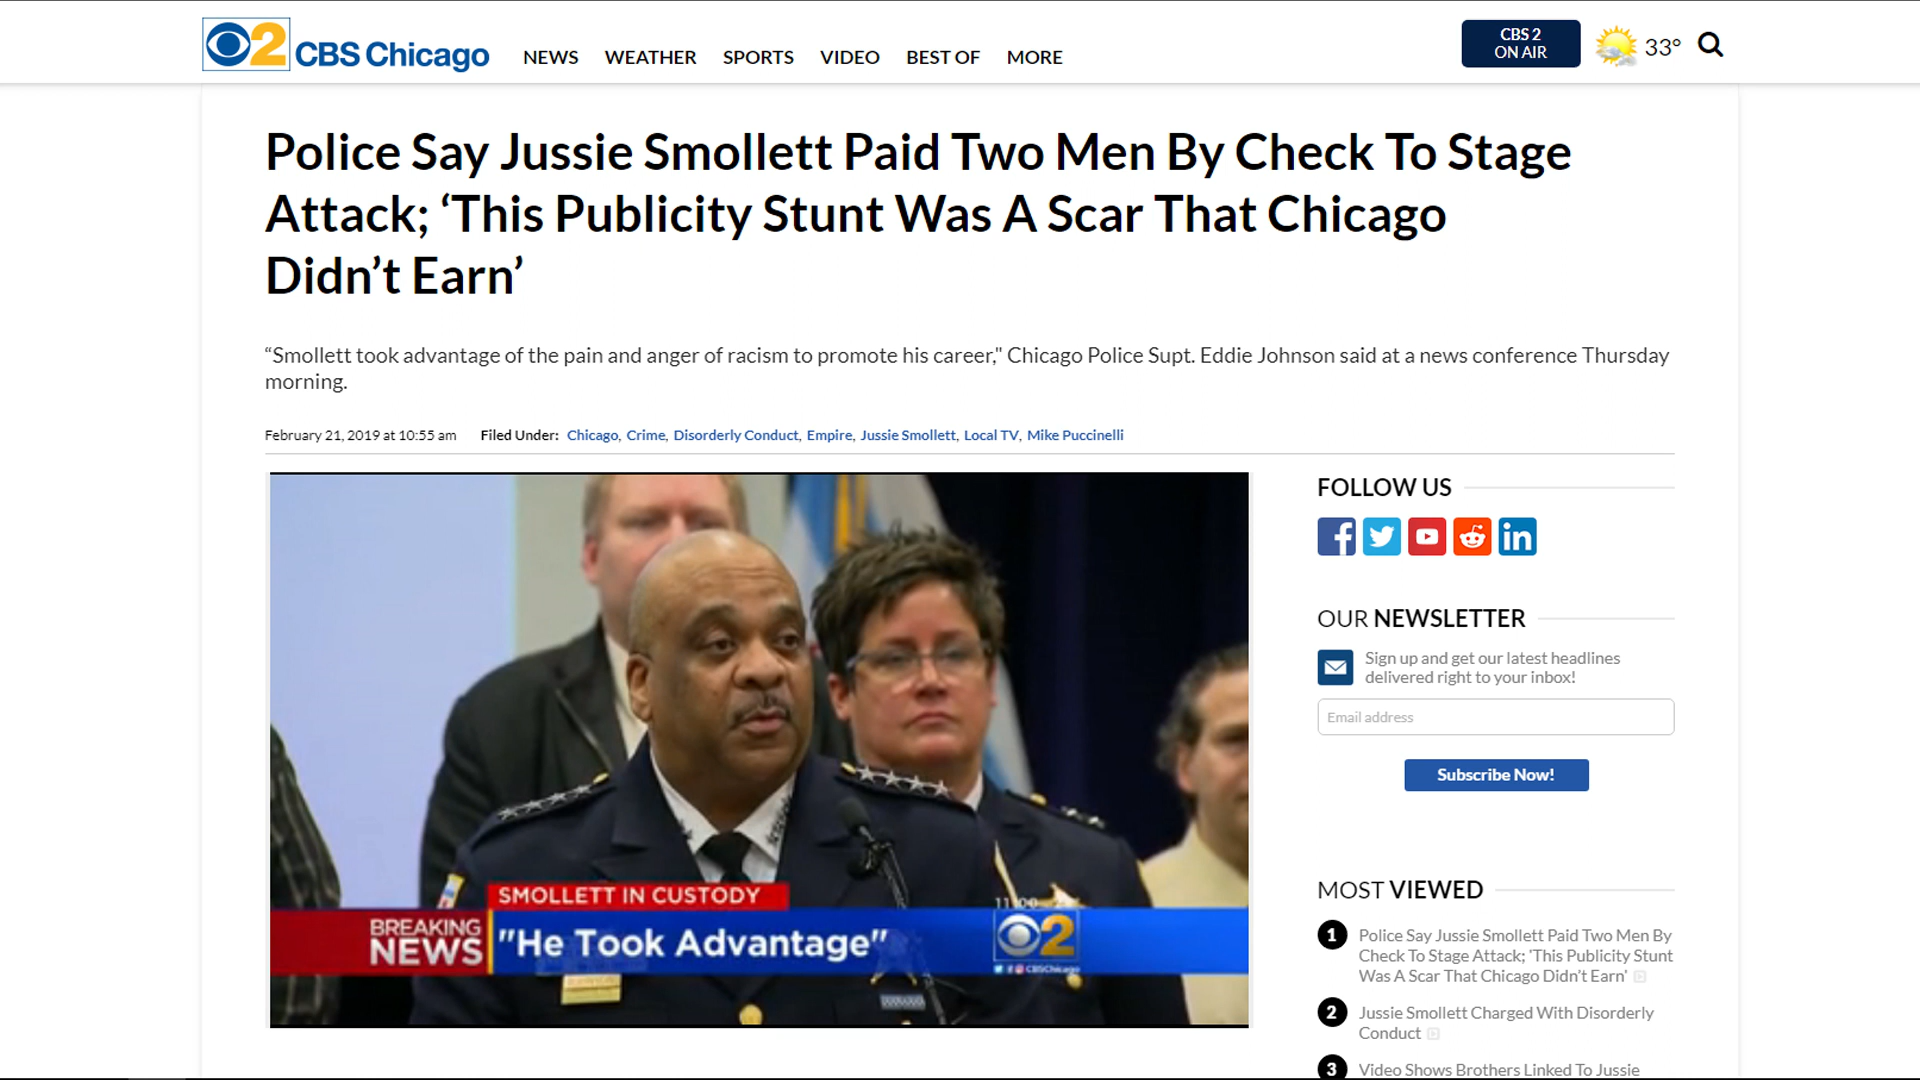 2 CBS Chicago
NEWS
WEATHER
SPORTS
VIDEO
BEST OF
MORE
CBS 2
ON AIR
33°
Police Say Jussie Smollett Paid Two Men By Check To Stage
Attack; ‘This Publicity Stunt Was A Scar That Chicago
Didn’t Earn’
“Smollett took advantage of the pain and anger of racism to promote his career," Chicago Police Supt. Eddie Johnson said at a news conference Thursday
morning.
February 21, 2019 at 10:55 am
Filed Under: Chicago, Crime, Disorderly Conduct, Empire, Jussie Smollett, Local TV, Mike Puccinelli
SMOLLETT IN CUSTODY
BREAKING
NEWS
"He Took Advantage"
2
CBSChicago
FOLLOW US
f
in
OUR NEWSLETTER
Sign up and get our latest headlines
delivered right to your inbox!
Email address
Subscribe Now!
MOST VIEWED
1
Police Say Jussie Smollett Paid Two Men By
Check To Stage Attack; 'This Publicity Stunt
Was A Scar That Chicago Didn’t Earn'
2
Jussie Smollett Charged With Disorderly
Conduct
3
Video Shows Brothers Linked To Jussie